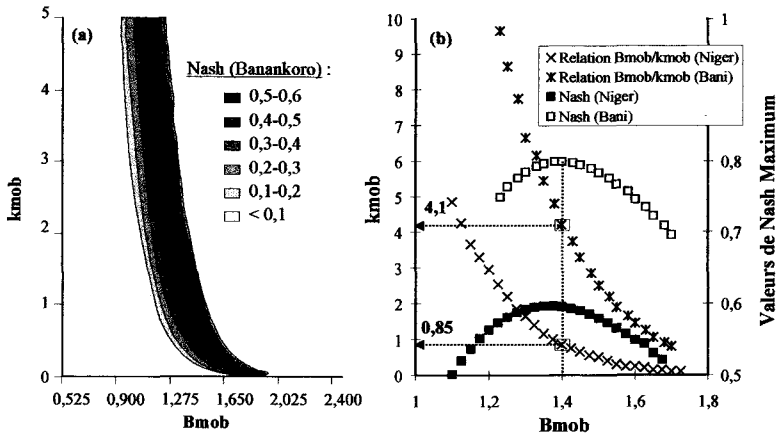 (a)
kmob
5
4
3
2
1
0
Nash (Banankoro) :
0,5-0,6
0,4-0,5
0,3-0,4
0,2-0,3
0,1-0,2
< 0,1
0,525 0,900 1,275 1,650 2,025 2,400
Bmob
(b)
kmob
10
9
8
7
6
5
4
3
2
1
0
Relation Bmob/kmob (Niger)
Relation Bmob/kmob (Bani)
Nash (Niger)
Nash (Bani)
4,1
0,85
1 1,2 1,4 1,6 1,8
Bmob
1
0,9
0,8
0,7
0,6
0,5
Valeurs de Nash Maximum